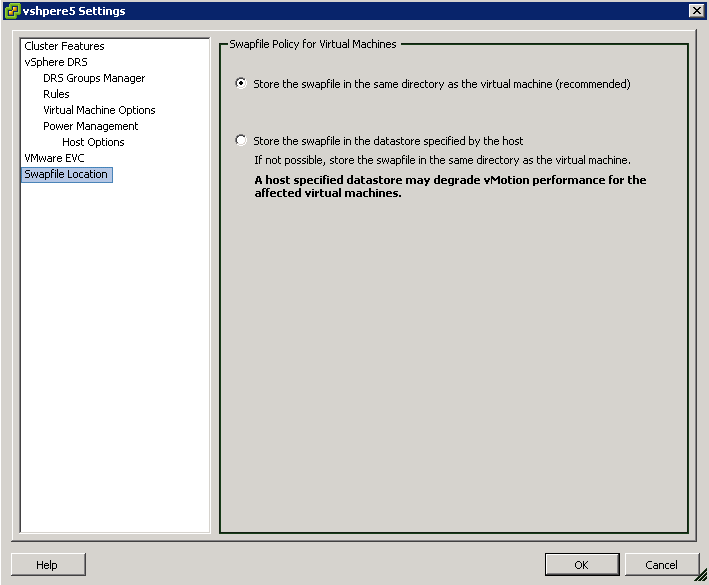 vshpere5 Settings
Cluster Features
vSphere DRS
DRS Groups Manager
Rules
Virtual Machine Options
Power Management
Host Options
VMware EVC
Swapfile Location
Swapfile Policy for Virtual Machines
Store the swapfile in the same directory as the virtual machine (recommended)
Store the swapfile in the datastore specified by the host
If not possible, store the swapfile in the same directory as the virtual machine.
A host specified datastore may degrade vMotion performance for the
affected virtual machines.
Help
OK
Cancel